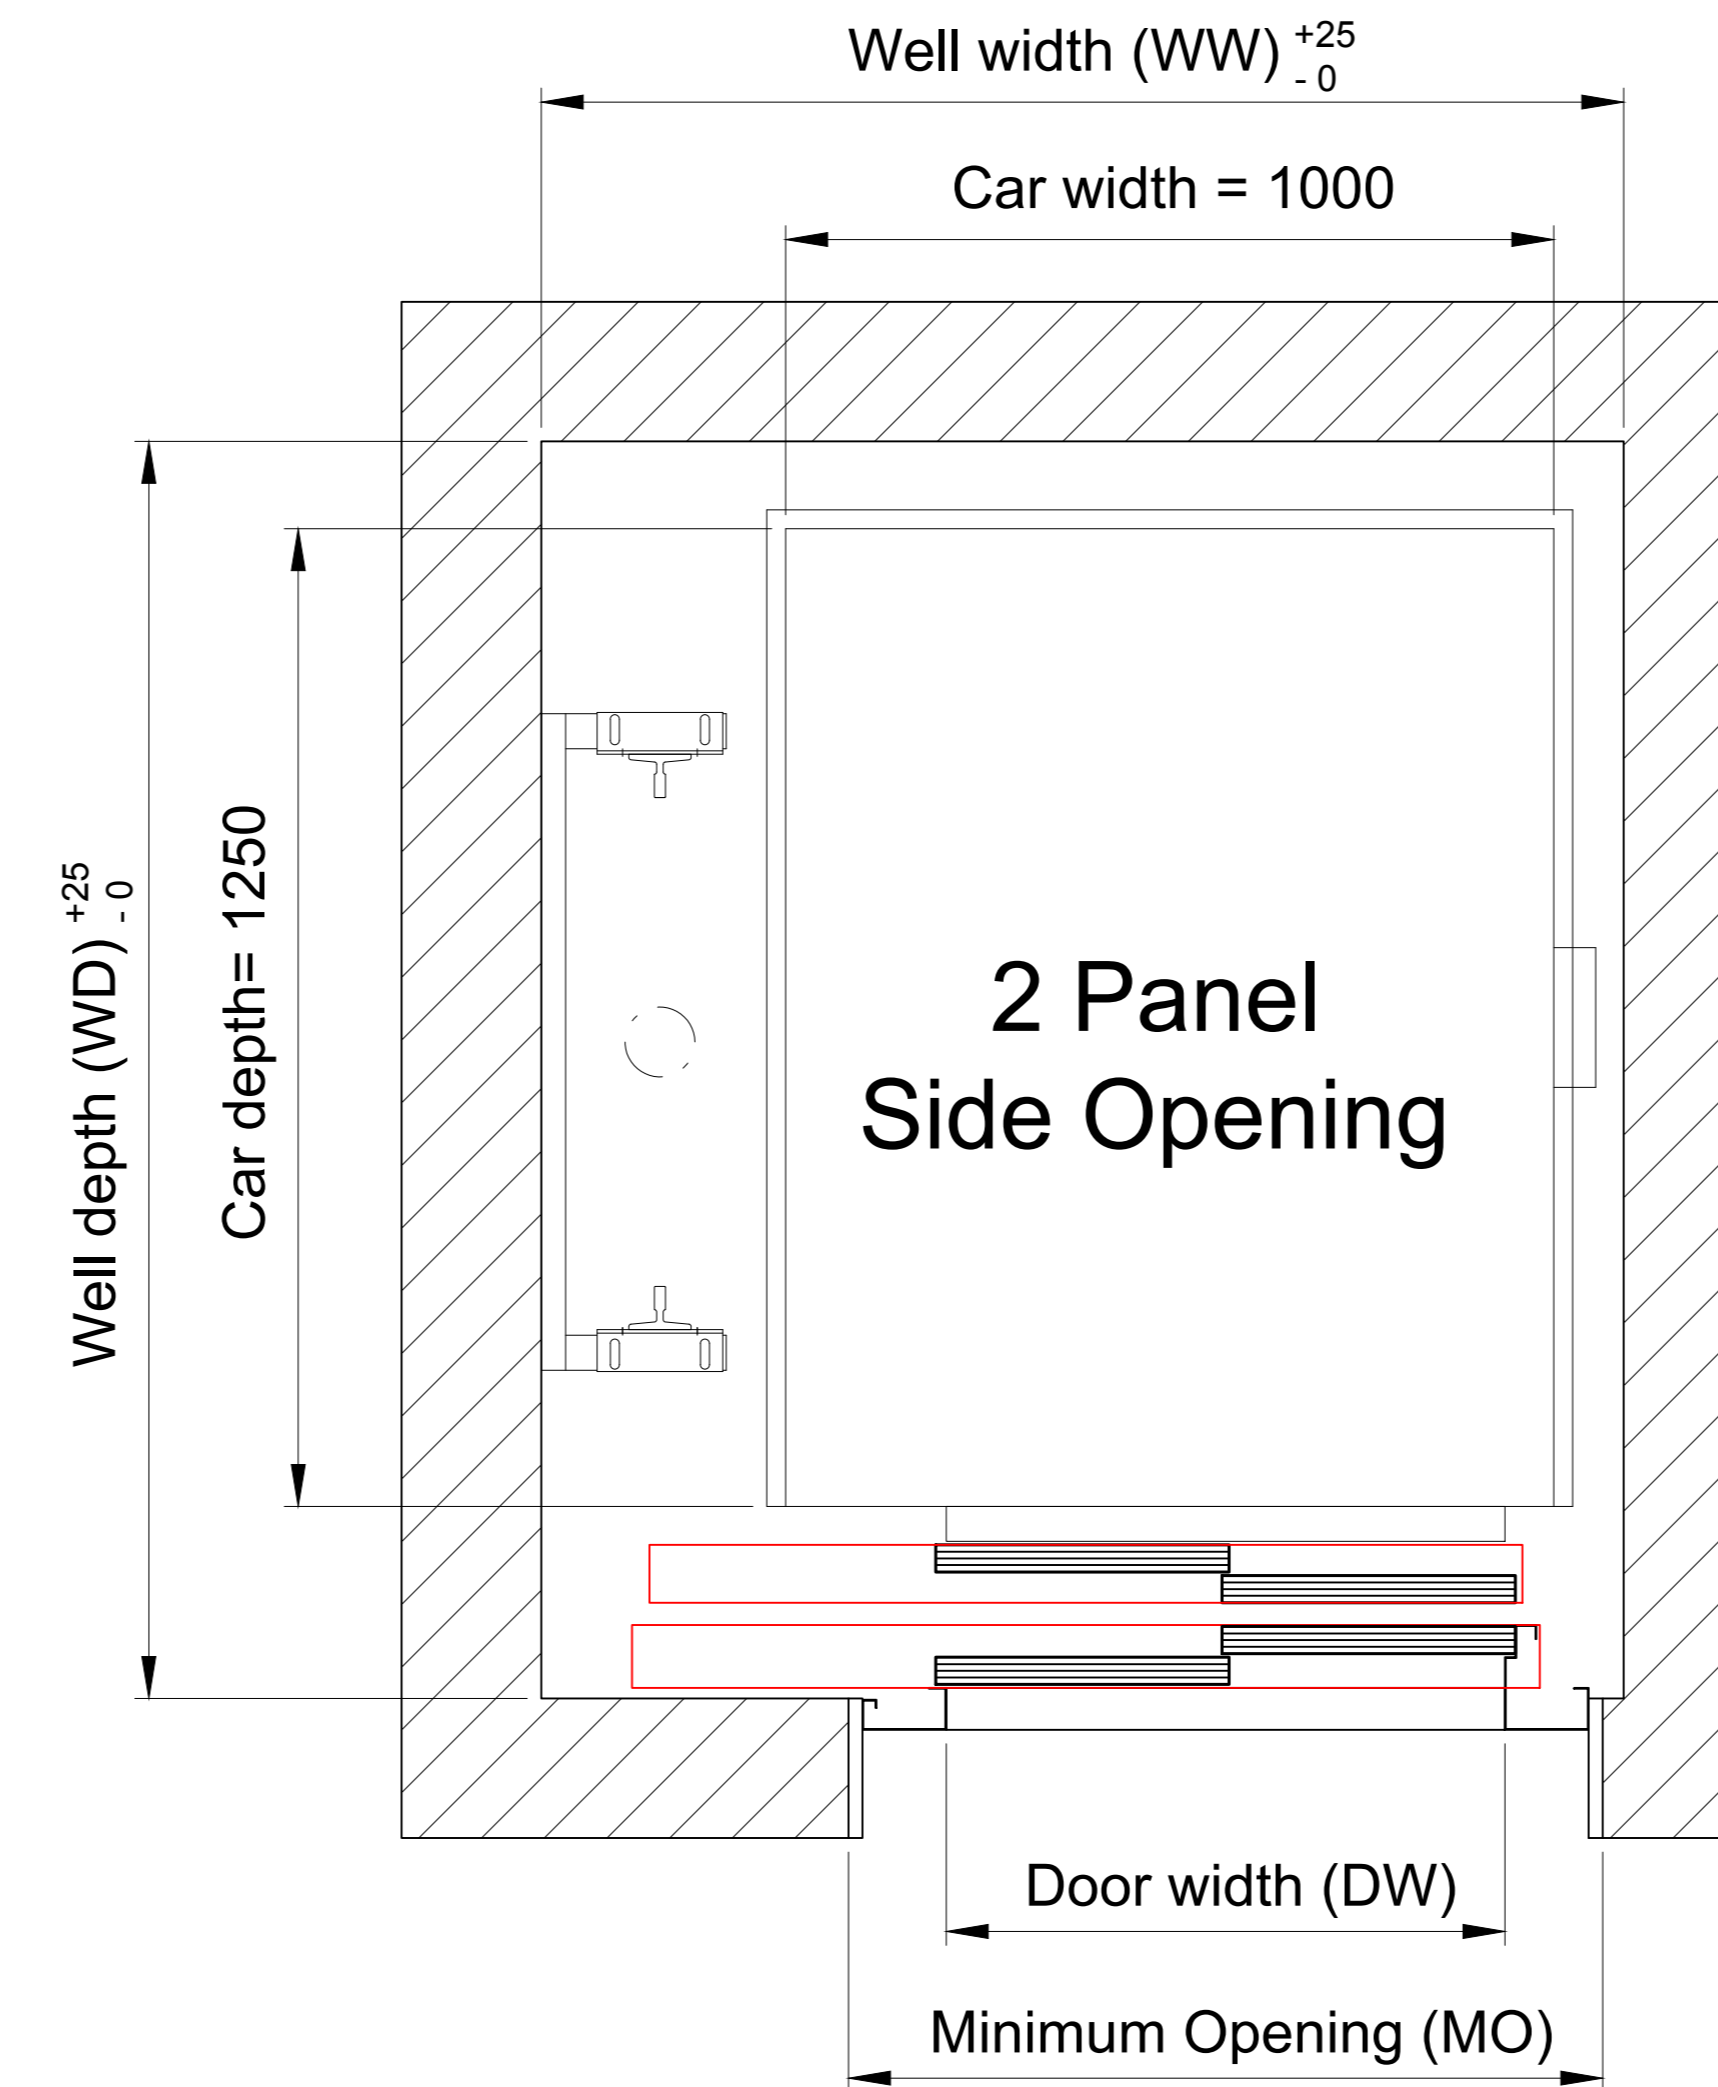 Well width (WW) +25
- 0
Car width = 1000
Well depth (WD) +25
- 0
Car depth= 1250
2 Panel
Side Opening
Door width (DW)
Minimum Opening (MO)